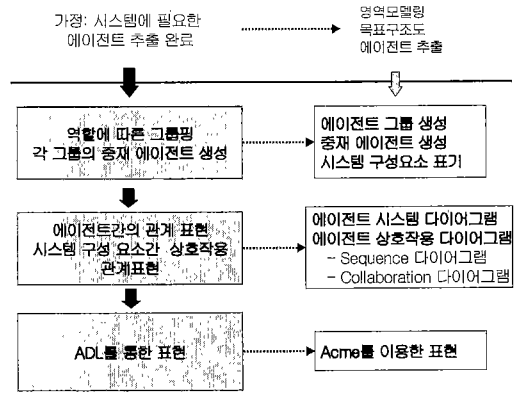 가정: 시스템에 필요한
에이전트 추출 완료
영역모델링
목표구조도
에이전트 추출
역할에 따른 그룹핑
각 그룹의 중재 에이전트 생성
에이전트 그룹 생성
중재 에이전트 생성
시스템 구성요소 표기
에이전트간의 관계 표현
시스템 구성 요소간 상호작용
관계표현
에이전트 시스템 다이어그램
에이전트 상호작용 다이어그램
- Sequence 다이어그램
- Collaboration 다이어그램
ADL를 통한 표현
Acme를 이용한 표현